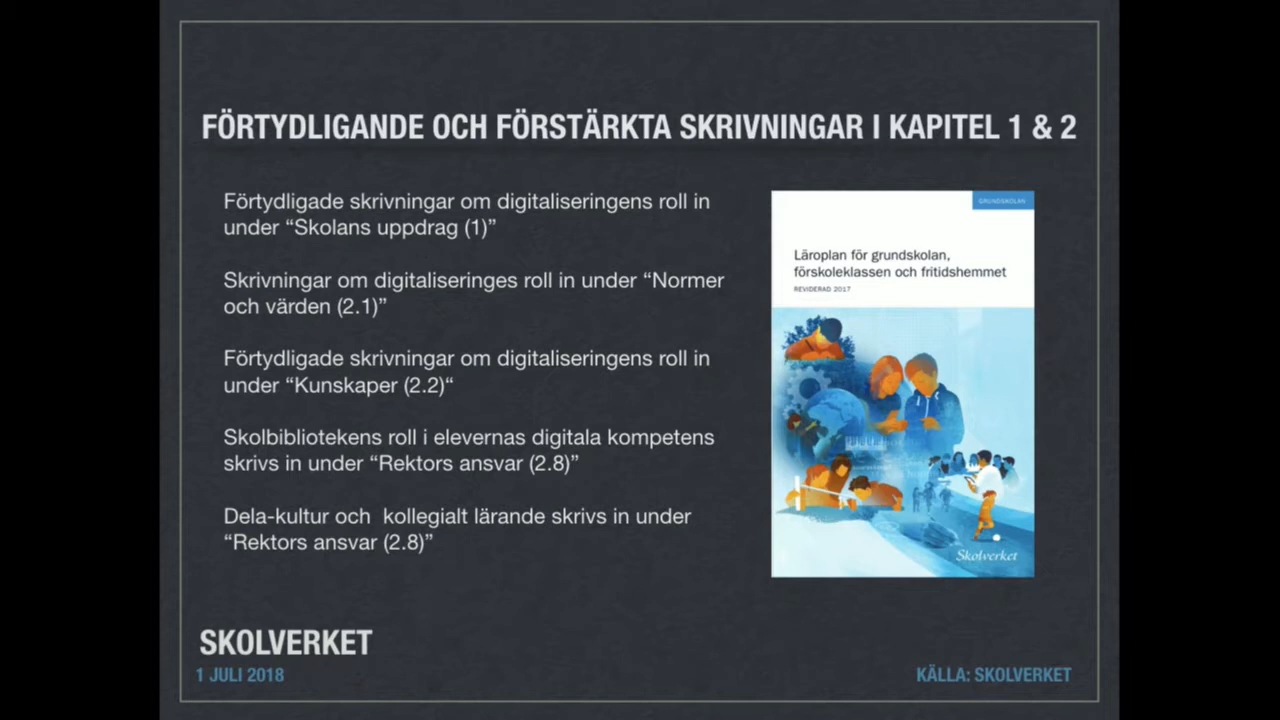 FÖRTYDLIGANDE OCH FÖRSTÄRKTA SKRIVNINGAR I KAPITEL 1 & 2
Förtydligade skrivningar om digitaliseringens roll in
under “Skolans uppdrag (1)”
Skrivningar om digitaliseringes roll in under “Normer
och värden (2.1)”
Förtydligade skrivningar om digitaliseringens roll in
under “Kunskaper (2.2)“
Skolbibliotekens roll i elevernas digitala kompetens
skrivs in under “Rektors ansvar (2.8)”
Dela-kultur och  kollegialt lärande skrivs in under
“Rektors ansvar (2.8)”
GRUNDSKOLAN
Läroplan för grundskolan,
förskoleklassen och fritidshemmet
REVIDERAD 2017
Skolverket
SKOLVERKET
1 JULI 2018
KÄLLA: SKOLVERKET